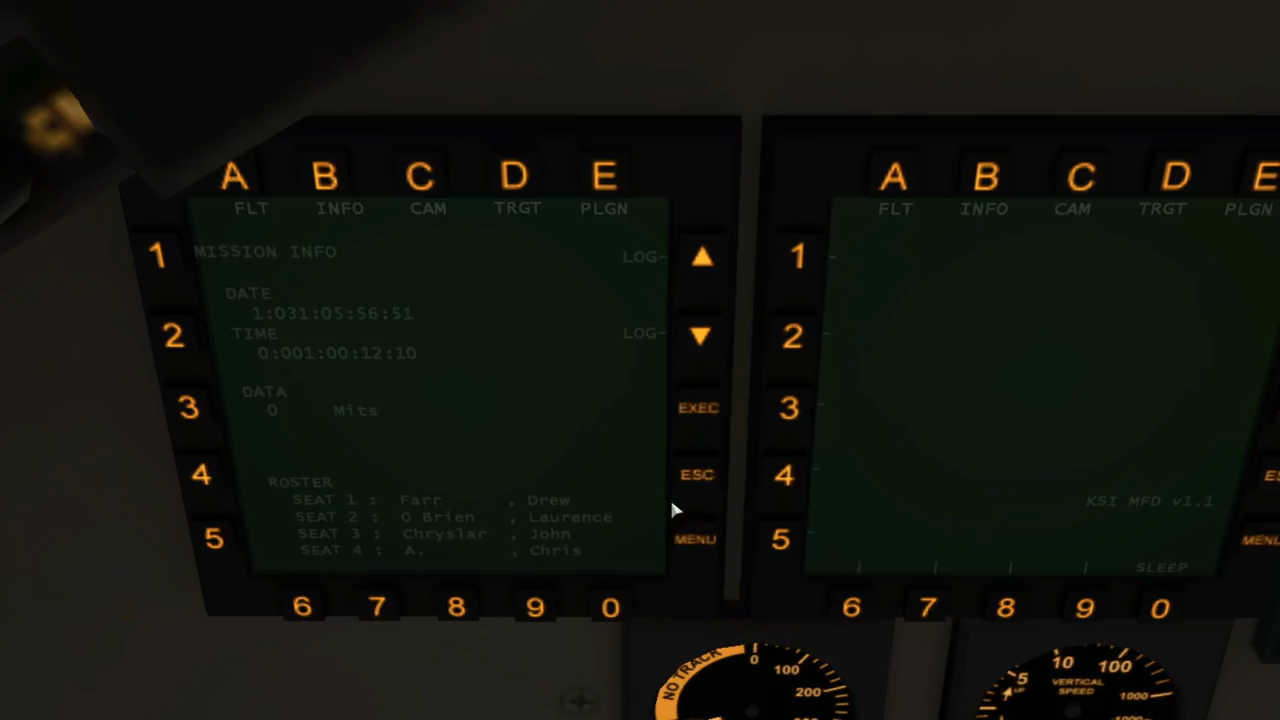 A B C D E
FLT INFO CAM TRGT PLGN
1 MISSION INFO LOG-
DATE
1:031:05:56:51
2 TIME LOG-
0:001:00:12:10
DATA
3 0 Mits EXEC
4 ESC
ROSTER
SEAT 1 : Farr , Drew
SEAT 2 : O Brien , Laurence
SEAT 3 : Chryslar , John
5 MENU
SEAT 4 : A. , Chris
6 7 8 9 0
A B C D E
FLT INFO CAM TRGT PLGN
1
2
3
4
KSI MFD v1.1
5 MENU
SLEEP
6 7 8 9 0
NO TRACK 0 100 200
5 10 100 1000
UP
VERTICAL
SPEED